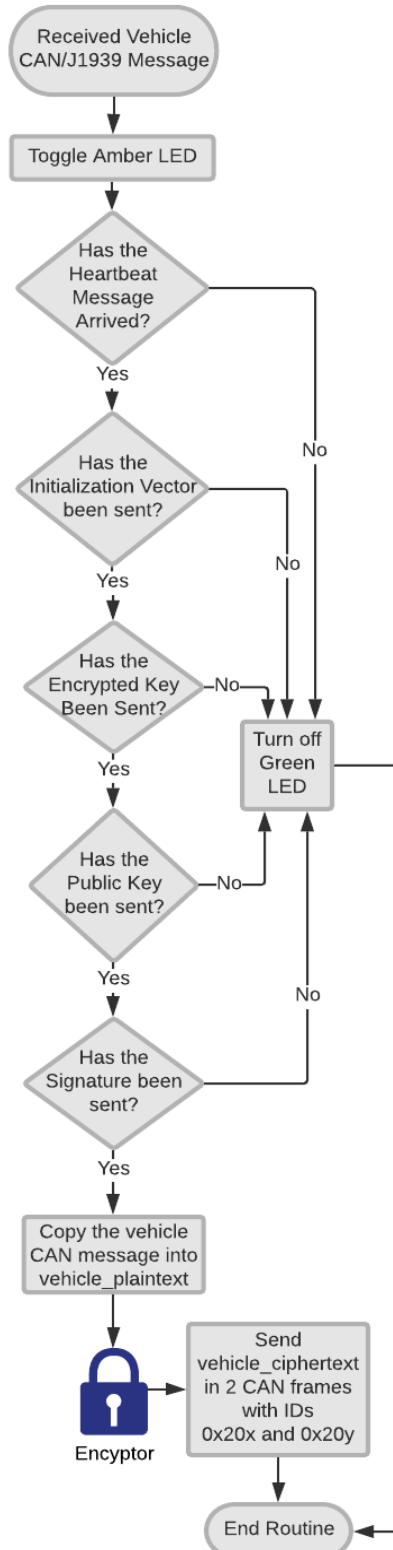 Received Vehicle
CAN/J1939 Message
Toggle Amber LED
Has the
Heartbeat
Message
Arrived?
No
Yes
Has the
Initialization Vector
been sent?
No
Yes
Has the
Encrypted Key
Been Sent?
No
Turn off
Green
LED
Yes
Has the
Public Key
been sent?
No
Yes
Has the
Signature been
sent?
No
Yes
Copy the vehicle
CAN message into
vehicle_plaintext
Encyptor
Send
vehicle_ciphertext
in 2 CAN frames
with IDs
0x20x and 0x20y
End Routine